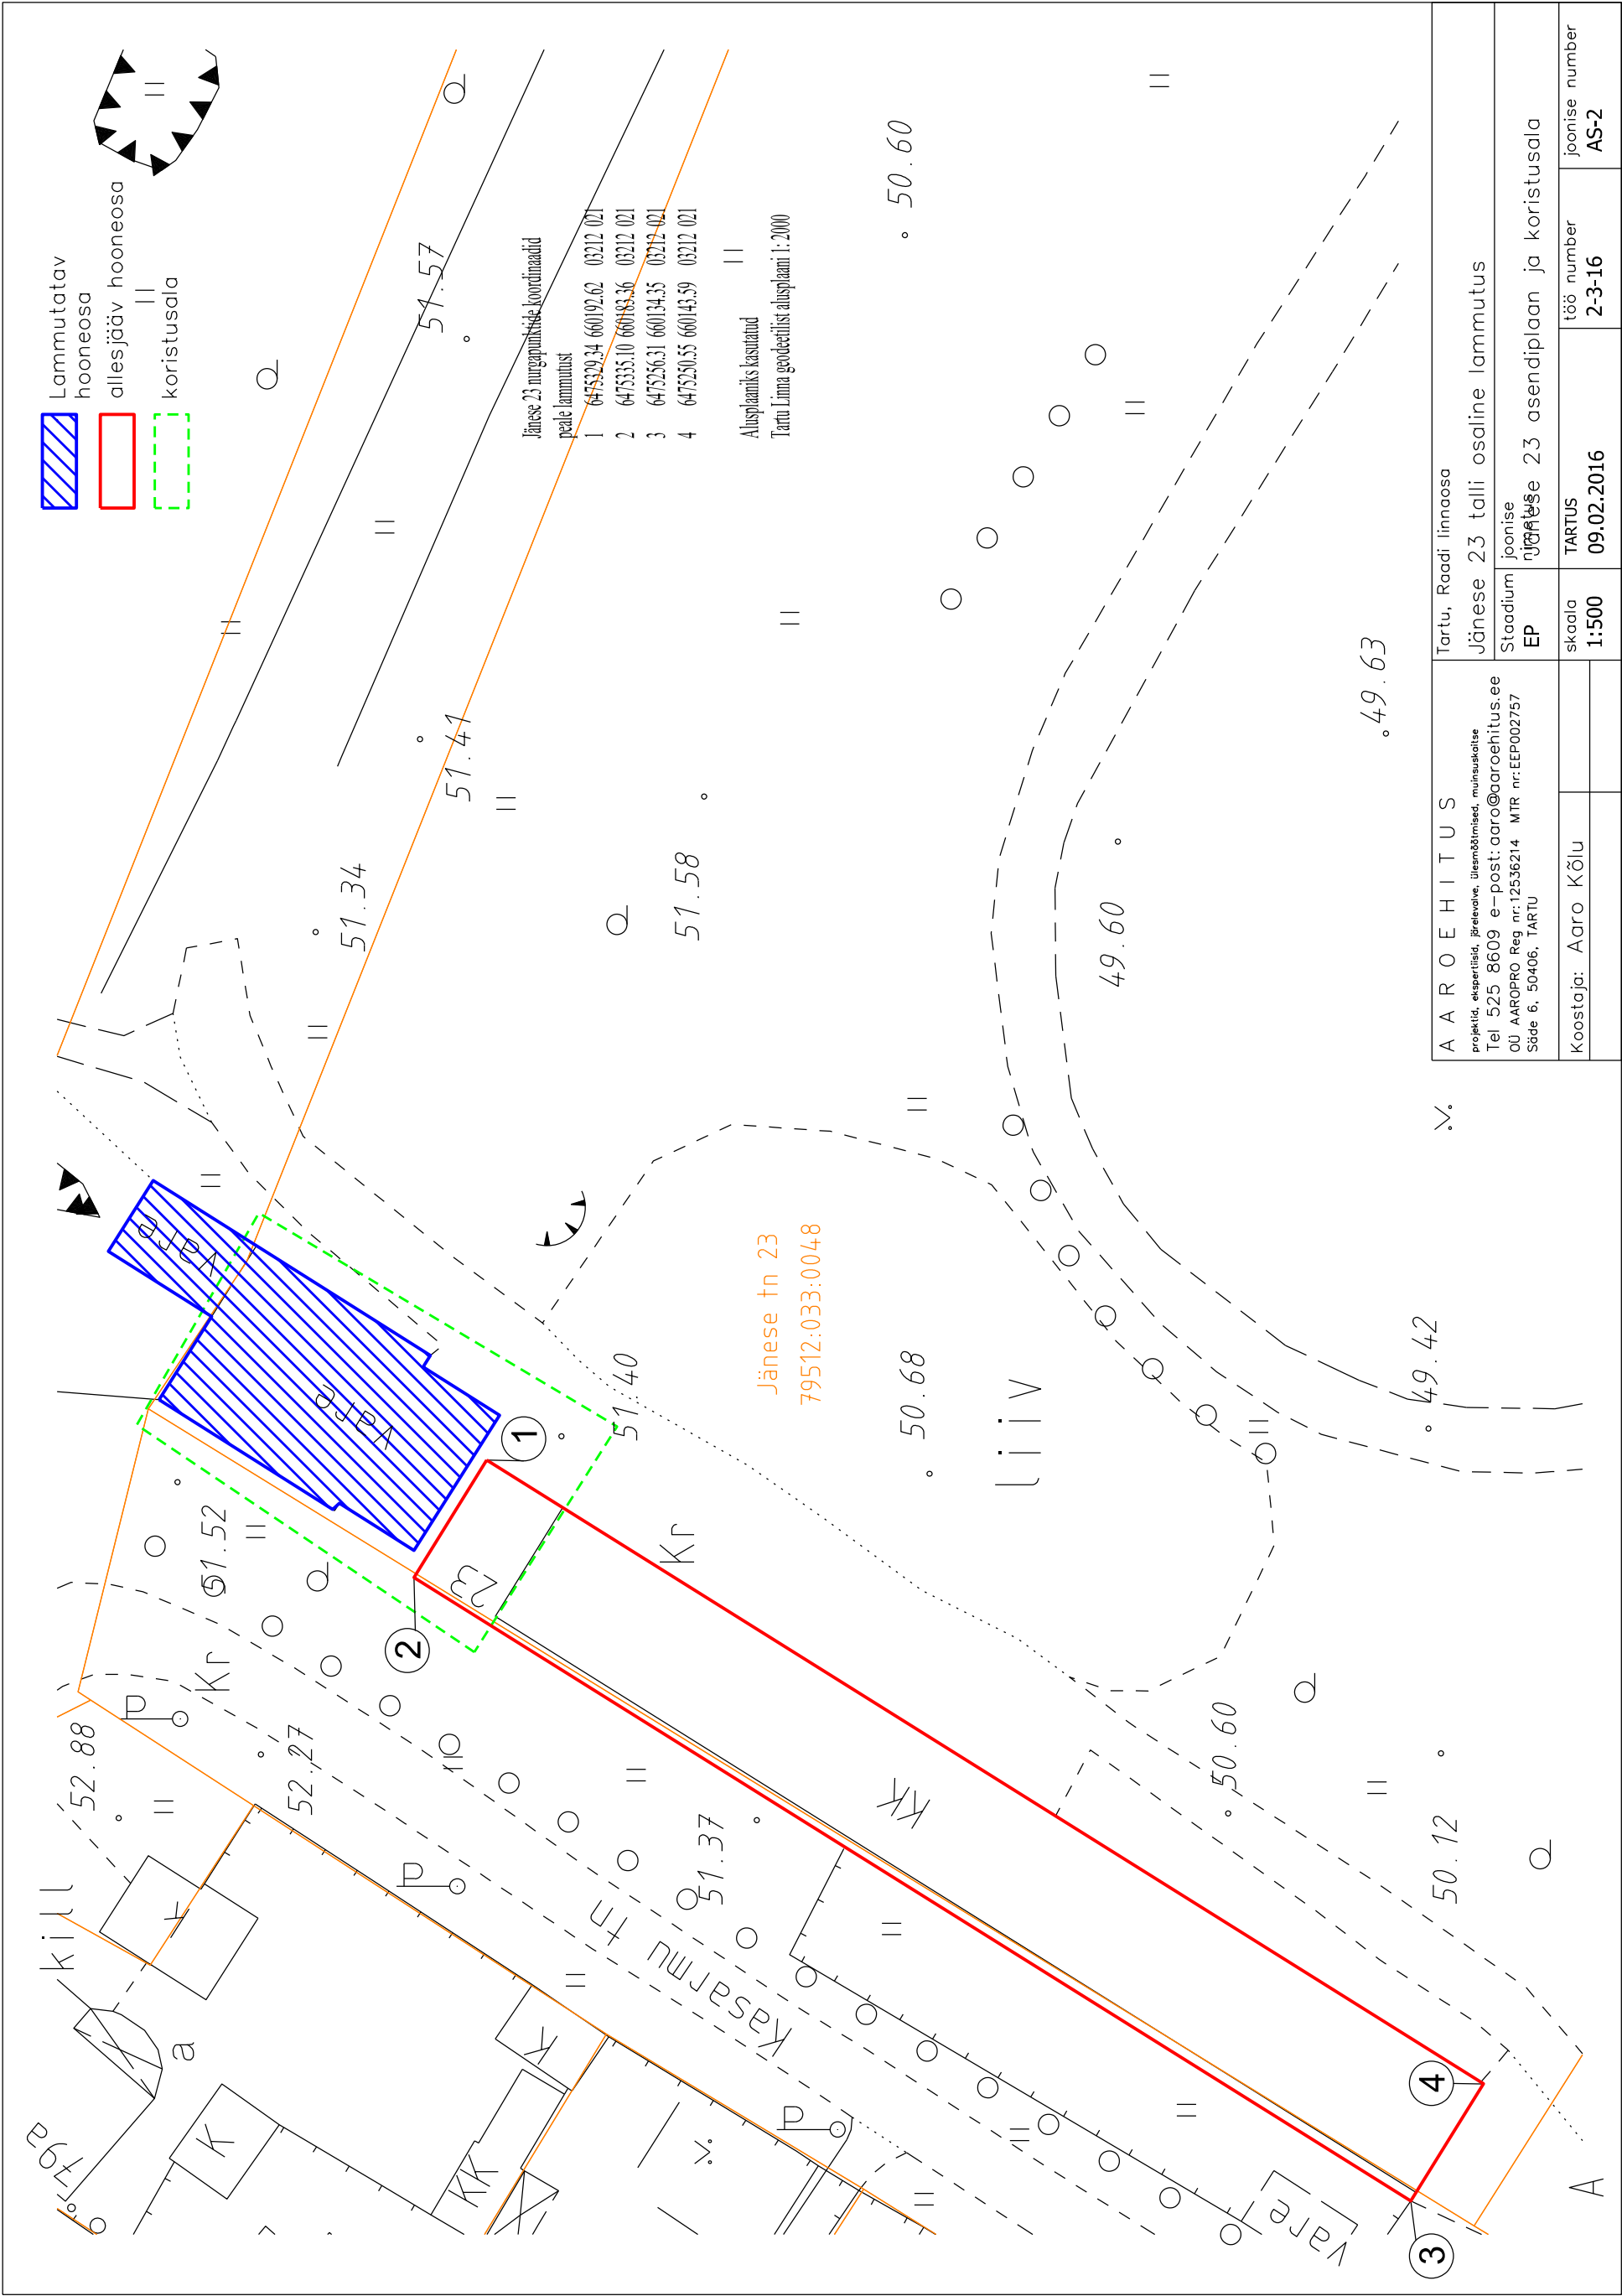 Lammutatav
hooneosa
allesjääv hooneosa
koristusala
Jänese 23 nurgapunktide koordinaadid
peale lammutust
1 6475329.34 660192.62 03212 021
2 6475335.10 660183.36 03212 021
3 6475256.31 660134.35 03212 021
4 6475250.55 660143.59 03212 021
Alusplaaniks kasutatud
Tartu Linna geodeetilist alusplaani 1:2000
51.57
50.60
51.41
51.34
51.58
49.60
49.63
51.40
50.68
49.42
51.52
52.88
52.27
51.37
50.60
50.12
Jänese tn 23
79512:033:0048
liiv
Kr
Kr
KK
23
varje
varje
kill
a
79a
K
K
K
KK
P
P
P
Kasarmu tn
vare
v.
v.
A
1
2
3
4
AAROEHITUS
projektid, ekspertiisid, järelevalve, ülesmõõtmised, muinsuskaitse
Tel 525 8609 e-post: aaro@aaroehitus.ee
OÜ AAROPRO Reg nr:12536214 MTR nr:EEP002757
Säde 6, 50406, TARTU
Koostaja: Aaro Kõlu
Tartu, Raadi linnaosa
Jänese 23 talli osaline lammutus
Staadium
EP
joonise
nimetus
Jänese 23 asendiplaan ja koristusala
skaala
1:500
TARTUS
09.02.2016
töö number
2-3-16
joonise number
AS-2